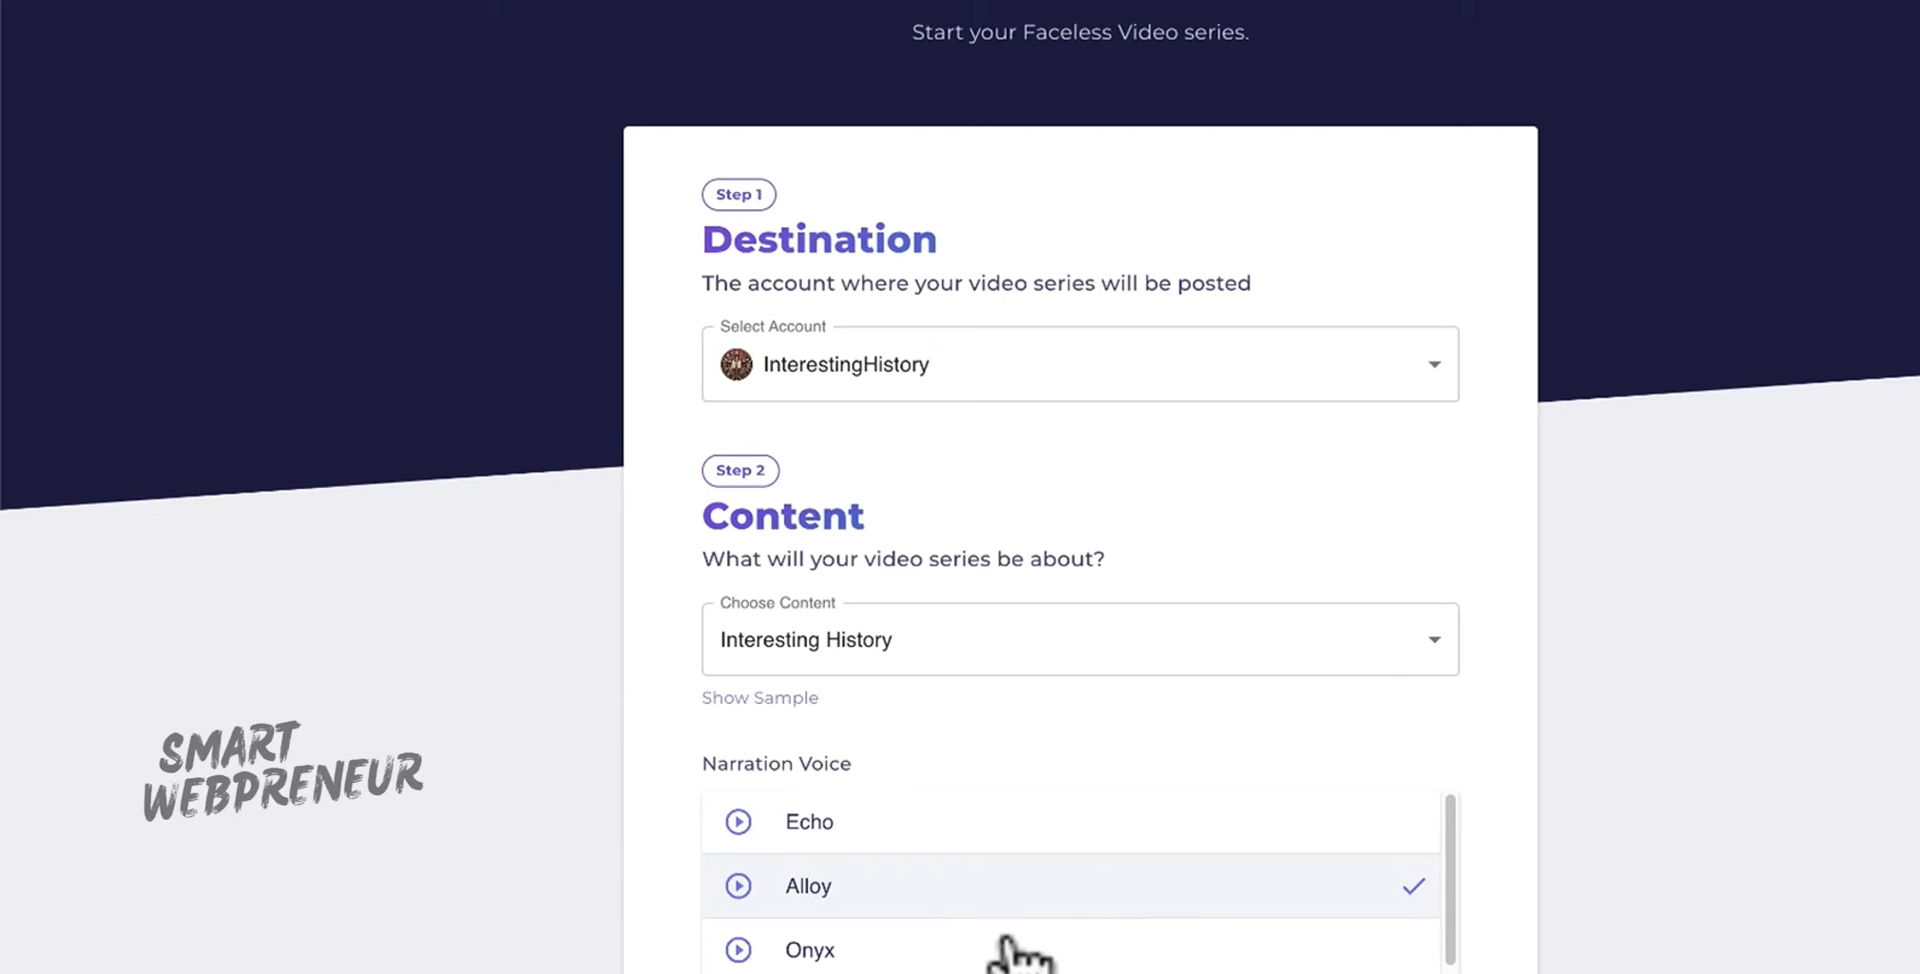 Start your Faceless Video series.
Step 1
Destination
The account where your video series will be posted
Select Account
InterestingHistory
Step 2
Content
What will your video series be about?
Choose Content
Interesting History
Show Sample
Narration Voice
Echo
Alloy
Onyx
SMART
WEBPRENEUR